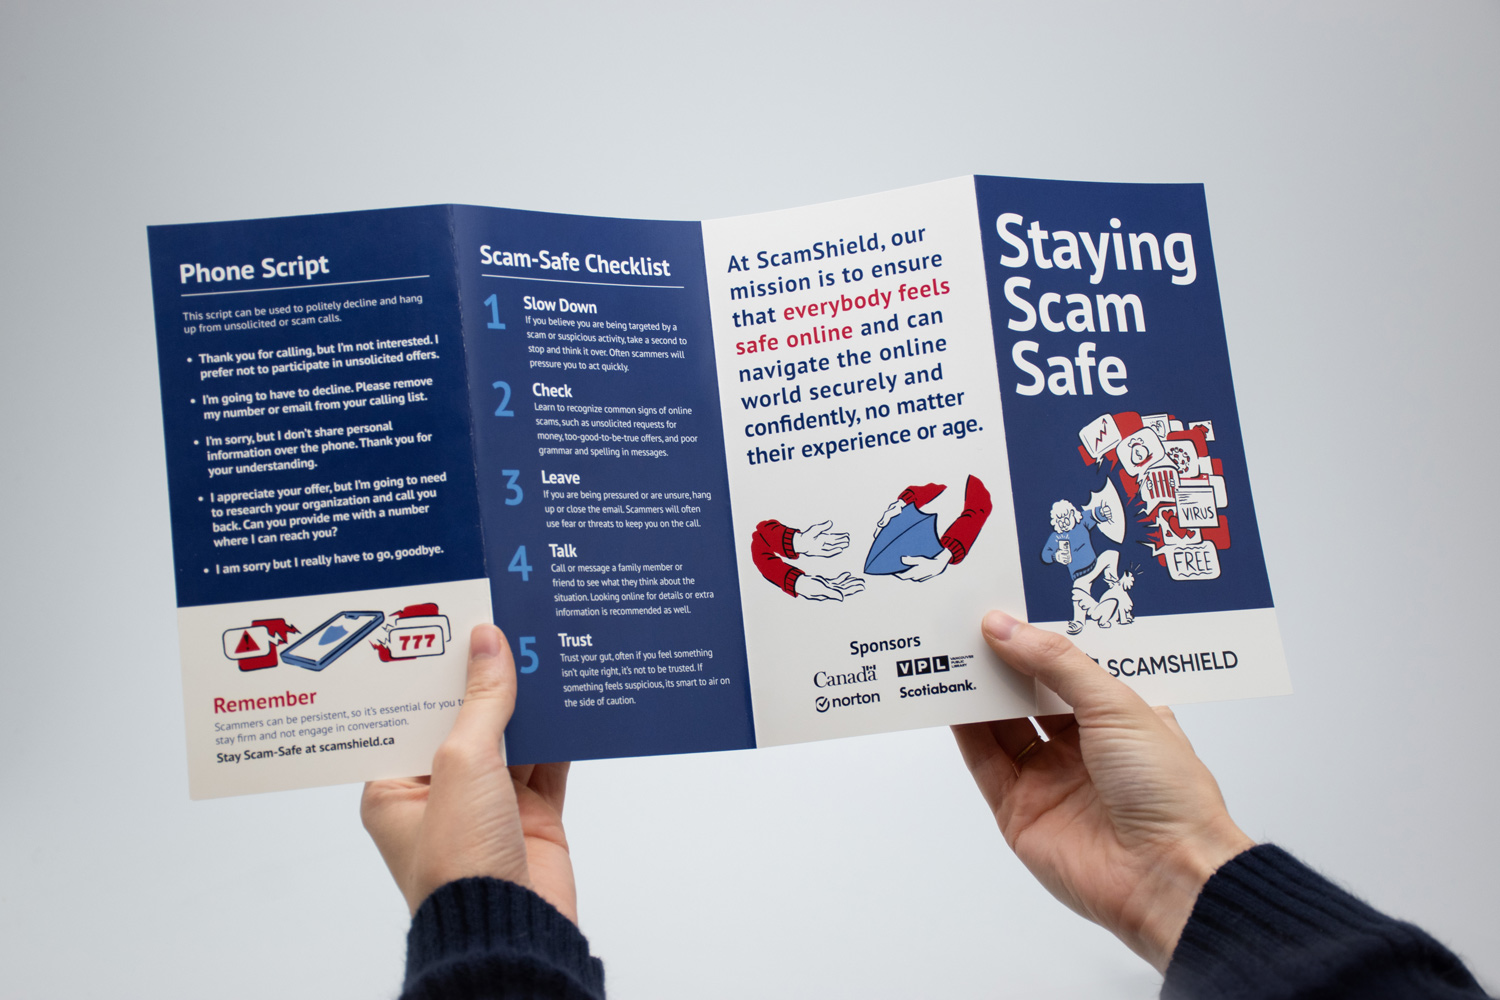 Phone Script
This script can be used to politely decline and hang
up from unsolicited or scam calls.
• Thank you for calling, but I'm not interested. I
prefer not to participate in unsolicited offers.
• I'm going to have to decline. Please remove
my number or email from your calling list.
• I'm sorry, but I don't share personal
information over the phone. Thank you for
your understanding.
• I appreciate your offer, but I'm going to need
to research your organization and call you
back. Can you provide me with a number
where I can reach you?
• I am sorry but I really have to go, goodbye.
777
Remember
Scammers can be persistent, so it's essential for you
stay firm and not engage in conversation.
Stay Scam-Safe at scamshield.ca
Scam-Safe Checklist
1
Slow Down
If you believe you are being targeted by a
scam or suspicious activity, take a second to
stop and think it over. Often scammers will
pressure you to act quickly.
2
Check
Learn to recognize common signs of online
scams, such as unsolicited requests for
money, too-good-to-be-true offers, and poor
grammar and spelling in messages.
3
Leave
If you are being pressured or are unsure, hang
up or close the email. Scammers will often
use fear or threats to keep you on the call.
4
Talk
Call or message a family member or
friend to see what they think about the
situation. Looking online for details or extra
information is recommended as well.
5
Trust
Trust your gut, often if you feel something
isn't quite right, it's not to be trusted. If
something feels suspicious, its smart to air on
the side of caution.
At ScamShield, our
mission is to ensure
that everybody feels
safe online and can
navigate the online
world securely and
confidently, no matter
their experience or age.
Sponsors
Canada
VPL VANCOUVER
PUBLIC
LIBRARY
norton
Scotiabank.
Staying
Scam
Safe
$
VIRUS
FREE
SCAMSHIELD